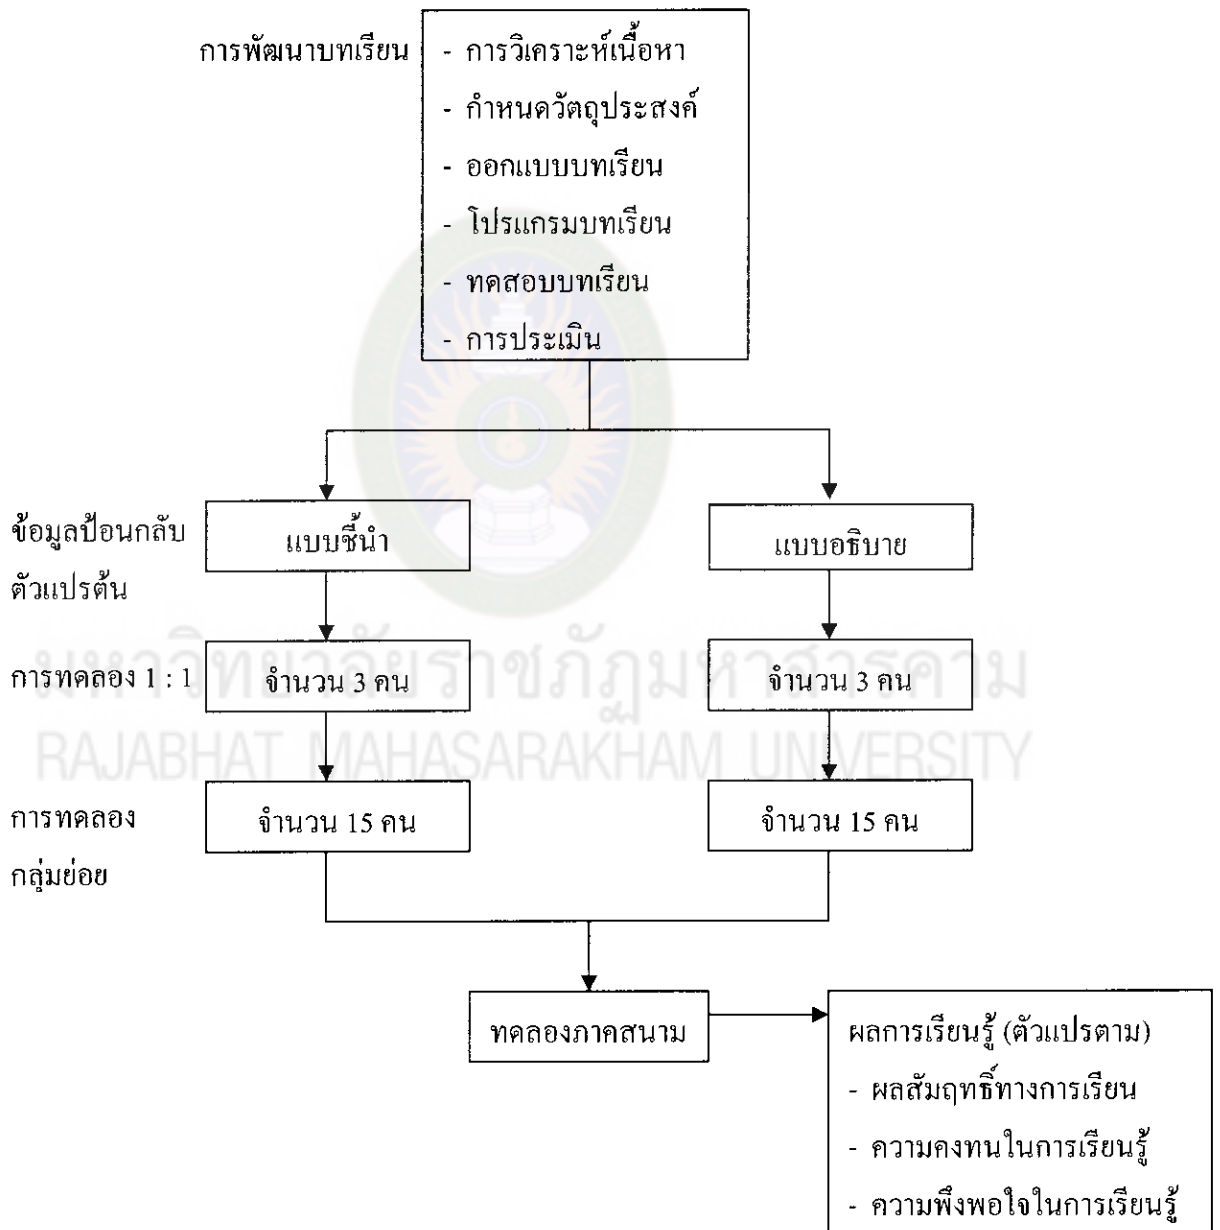 การพัฒนาบทเรียน
- การวิเคราะห์เนื้อหา
- กำหนดวัตถุประสงค์
- ออกแบบบทเรียน
- โปรแกรมบทเรียน
- ทดสอบบทเรียน
- การประเมิน
ข้อมูลป้อนกลับ
ตัวแปรต้น
แบบชี้นำ
แบบอธิบาย
การทดลอง 1 : 1
จำนวน 3 คน
จำนวน 3 คน
มหาวิทยาลัยราชภัฏมหาสารคาม
RAJABHAT MAHASARAKHAM UNIVERSITY
การทดลอง
กลุ่มย่อย
จำนวน 15 คน
จำนวน 15 คน
ทดลองภาคสนาม
ผลการเรียนรู้ (ตัวแปรตาม)
- ผลสัมฤทธิ์ทางการเรียน
- ความคงทนในการเรียนรู้
- ความพึงพอใจในการเรียนรู้